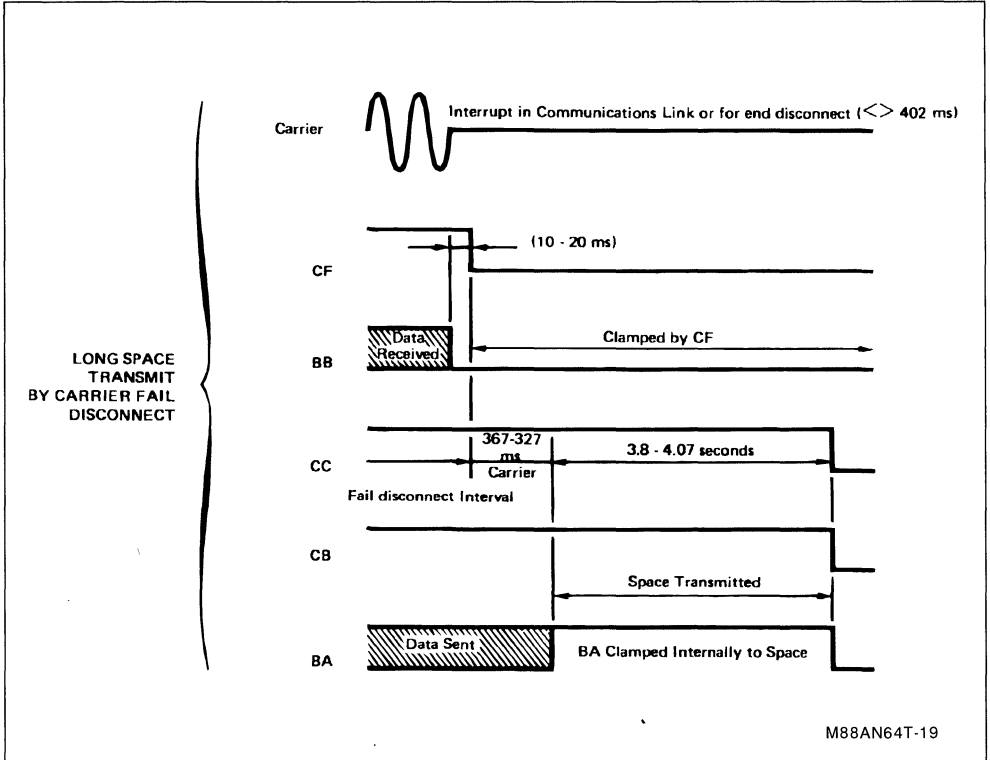 Carrier
Interrupt in Communications Link or for end disconnect (<> 402 ms)
CF
(10 - 20 ms)
BB
Data
Received
Clamped by CF
LONG SPACE
TRANSMIT
BY CARRIER FAIL
DISCONNECT
CC
367-327
ms
Carrier
3.8 - 4.07 seconds
Fail disconnect Interval
CB
Space Transmitted
BA
Data Sent
BA Clamped Internally to Space
M88AN64T-19